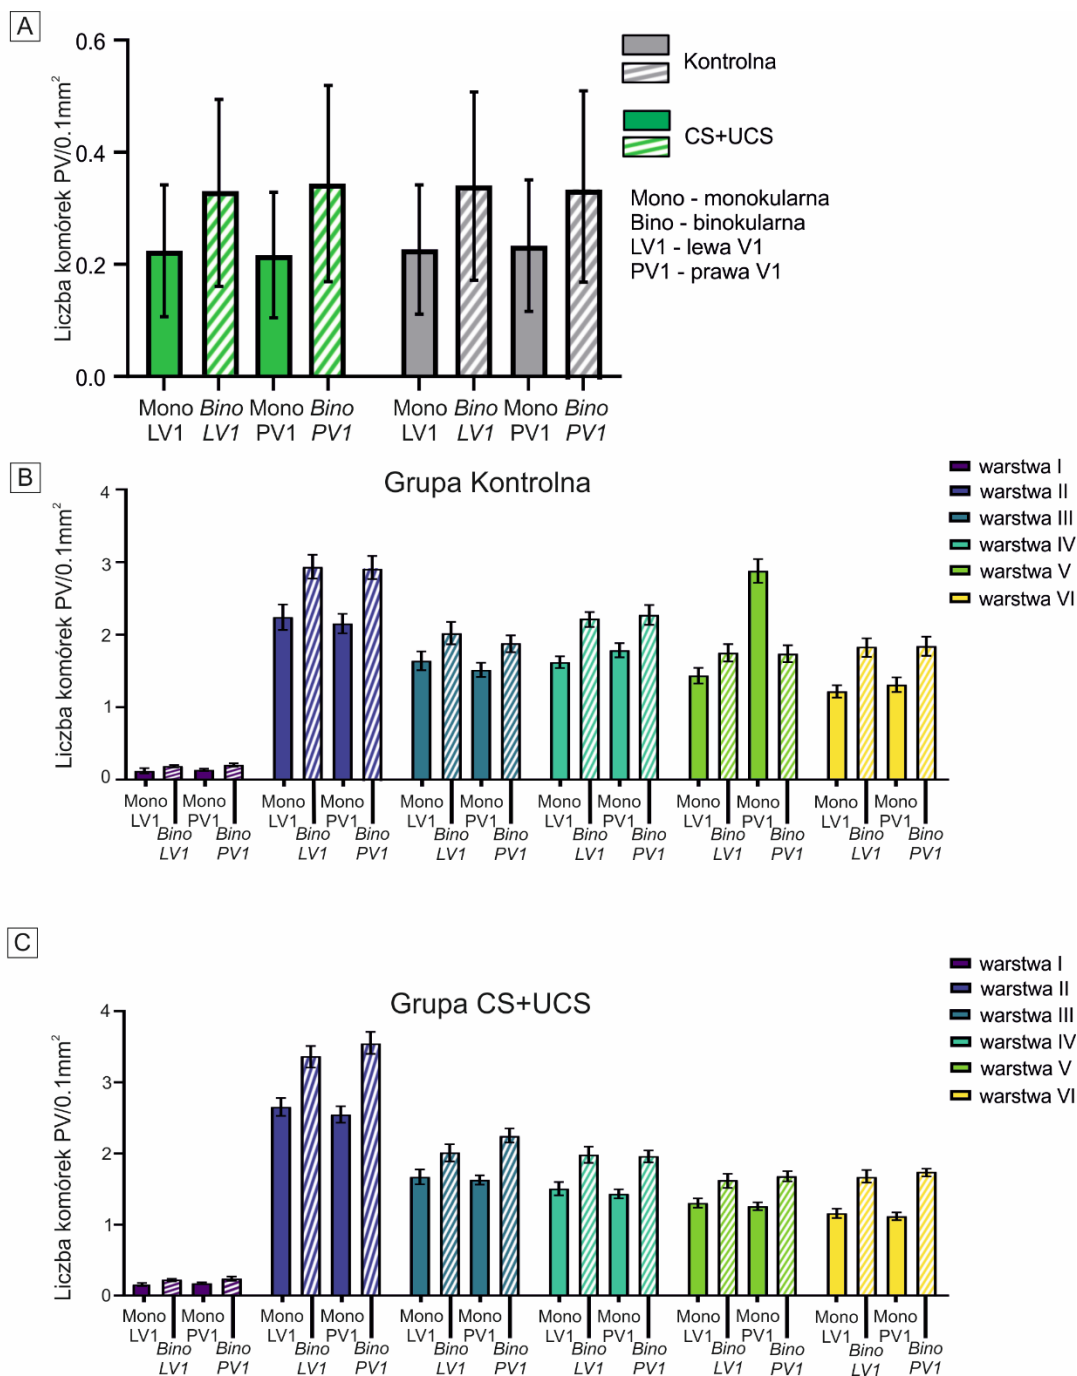 A
Liczba komórek PV/0.1mm²
0.6
0.4
0.2
0.0
Mono LV1
Bino LV1
Mono PV1
Bino PV1
Mono LV1
Bino LV1
Mono PV1
Bino PV1
Kontrolna
CS+UCS
Mono - monokularna
Bino - binokularna
LV1 - lewa V1
PV1 - prawa V1
B
Grupa Kontrolna
Liczba komórek PV/0.1mm²
4
3
2
1
0
Mono LV1
Bino LV1
Mono PV1
Bino PV1
Mono LV1
Bino LV1
Mono PV1
Bino PV1
Mono LV1
Bino LV1
Mono PV1
Bino PV1
Mono LV1
Bino LV1
Mono PV1
Bino PV1
Mono LV1
Bino LV1
Mono PV1
Bino PV1
Mono LV1
Bino LV1
Mono PV1
Bino PV1
warstwa I
warstwa II
warstwa III
warstwa IV
warstwa V
warstwa VI
C
Grupa CS+UCS
Liczba komórek PV/0.1mm²
4
3
2
1
0
Mono LV1
Bino LV1
Mono PV1
Bino PV1
Mono LV1
Bino LV1
Mono PV1
Bino PV1
Mono LV1
Bino LV1
Mono PV1
Bino PV1
Mono LV1
Bino LV1
Mono PV1
Bino PV1
Mono LV1
Bino LV1
Mono PV1
Bino PV1
Mono LV1
Bino LV1
Mono PV1
Bino PV1
warstwa I
warstwa II
warstwa III
warstwa IV
warstwa V
warstwa VI